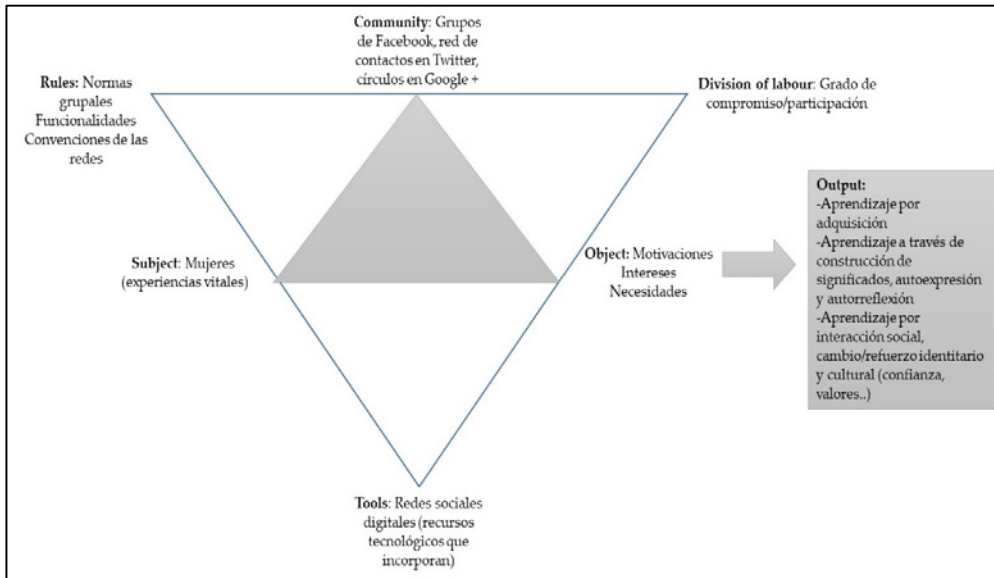 Community: Grupos
de Facebook, red de
contactos en Twitter,
círculos en Google +
Rules: Normas
grupales
Funcionalidades
Convenciones de las
redes
Division of labour: Grado de
compromiso/participación
Subject: Mujeres
(experiencias vitales)
Object: Motivaciones
Intereses
Necesidades
Output:
-Aprendizaje por
adquisición
-Aprendizaje a través de
construcción de
significados, autoexpresión
y autorreflexión
-Aprendizaje por
interacción social,
cambio/refuerzo identitario
y cultural (confianza,
valores..)
Tools: Redes sociales
digitales (recursos
tecnológicos que
incorporan)